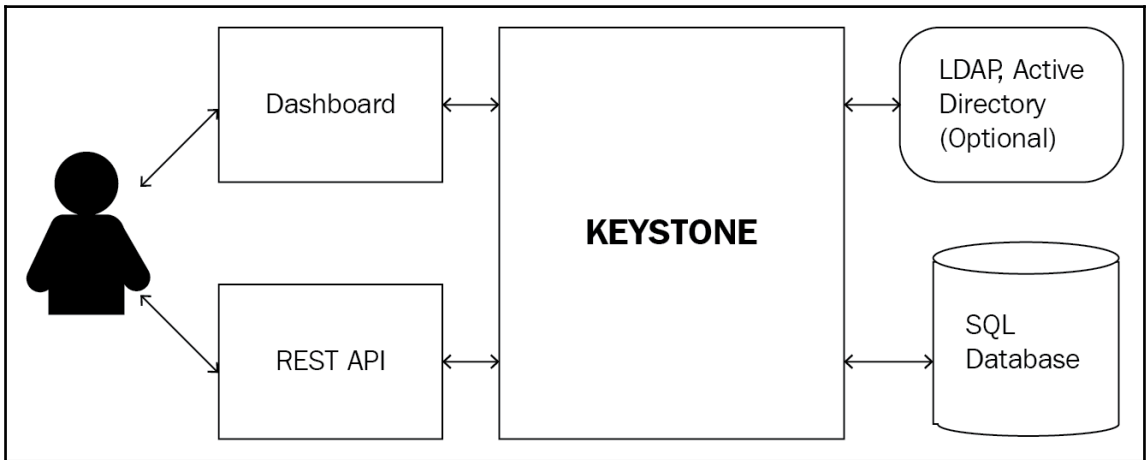 Dashboard
KEYSTONE
REST API
LDAP, Active
Directory
(Optional)
SQL
Database